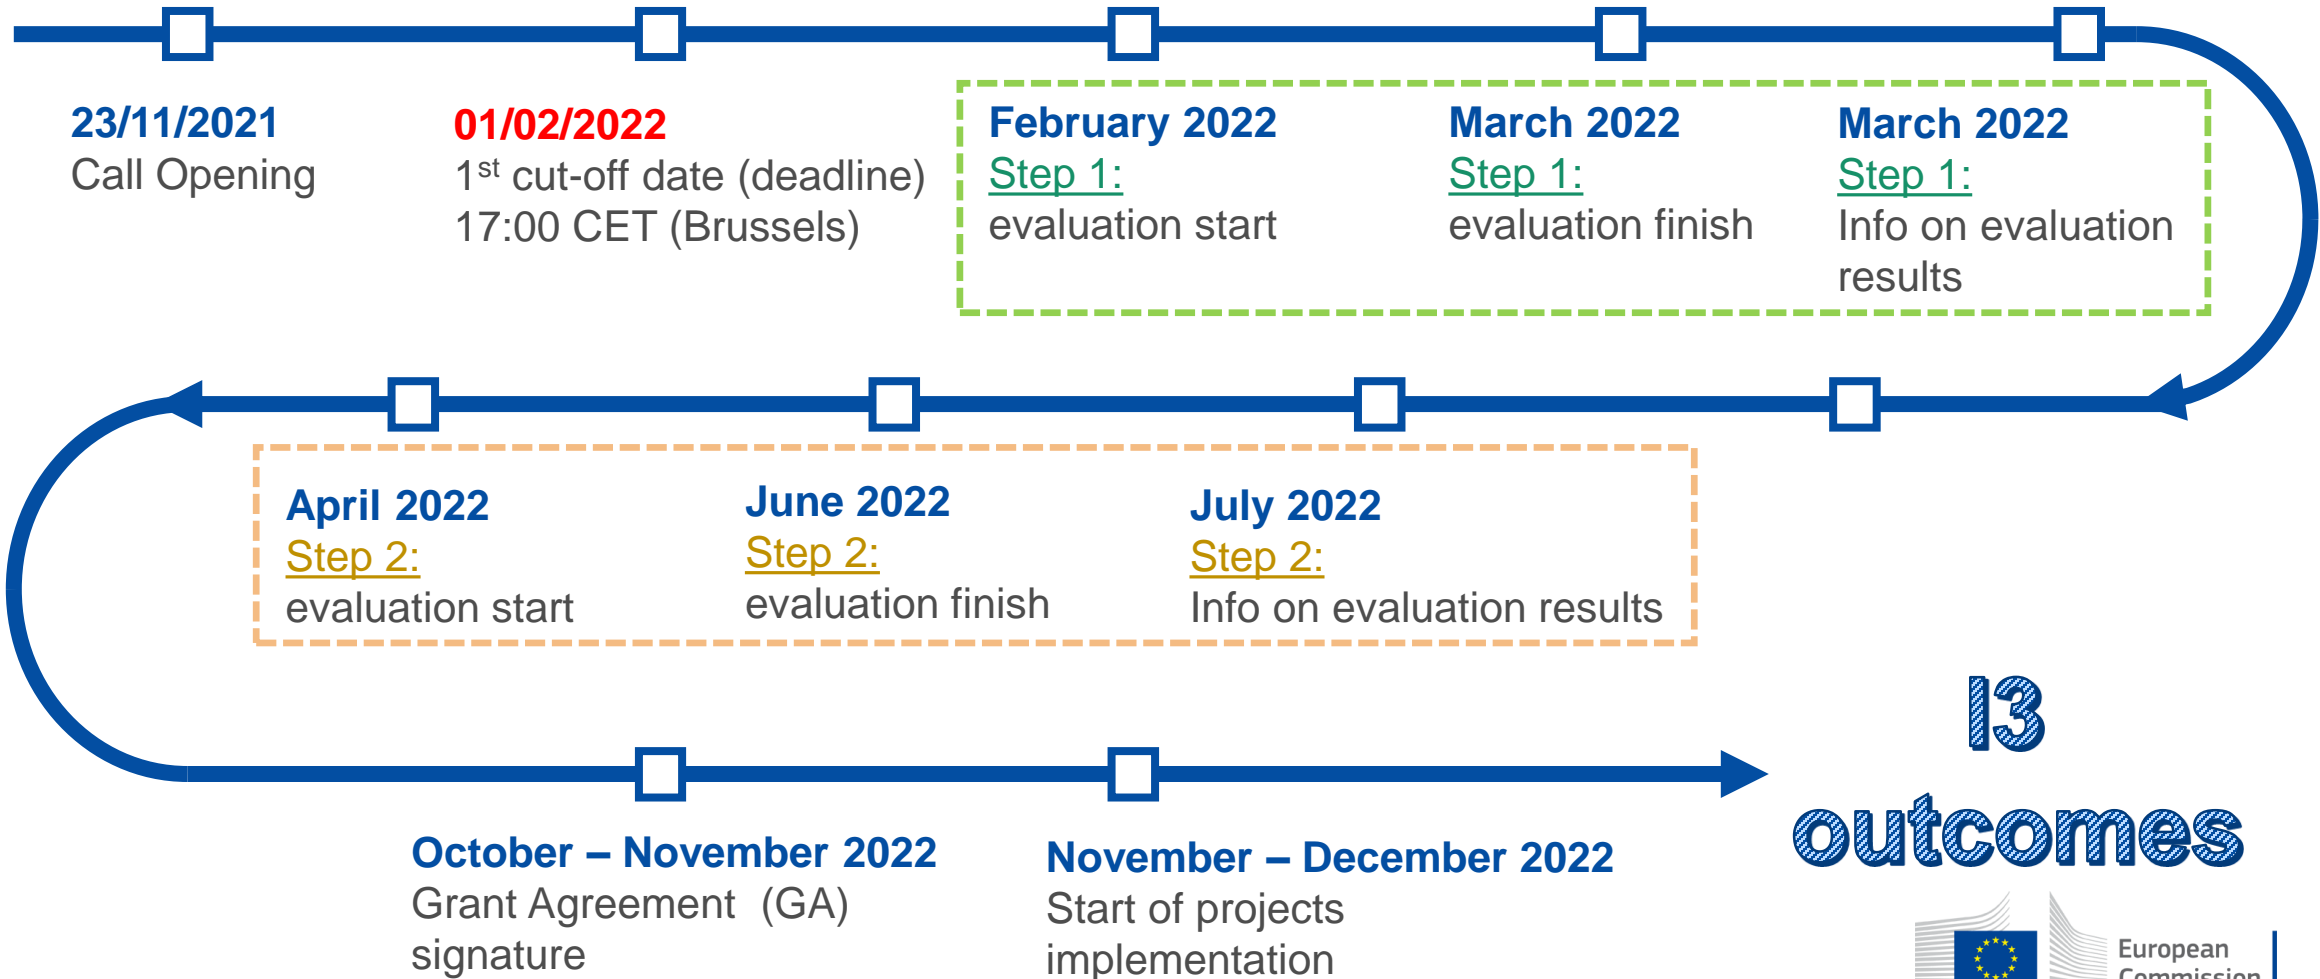 23/11/2021
Call Opening
01/02/2022
1st cut-off date (deadline)
17:00 CET (Brussels)
February 2022
Step 1:
evaluation start
March 2022
Step 1:
evaluation finish
March 2022
Step 1:
Info on evaluation
results
April 2022
Step 2:
evaluation start
June 2022
Step 2:
evaluation finish
July 2022
Step 2:
Info on evaluation results
October – November 2022
Grant Agreement (GA)
signature
November – December 2022
Start of projects
implementation
I3
outcomes
European
Commission